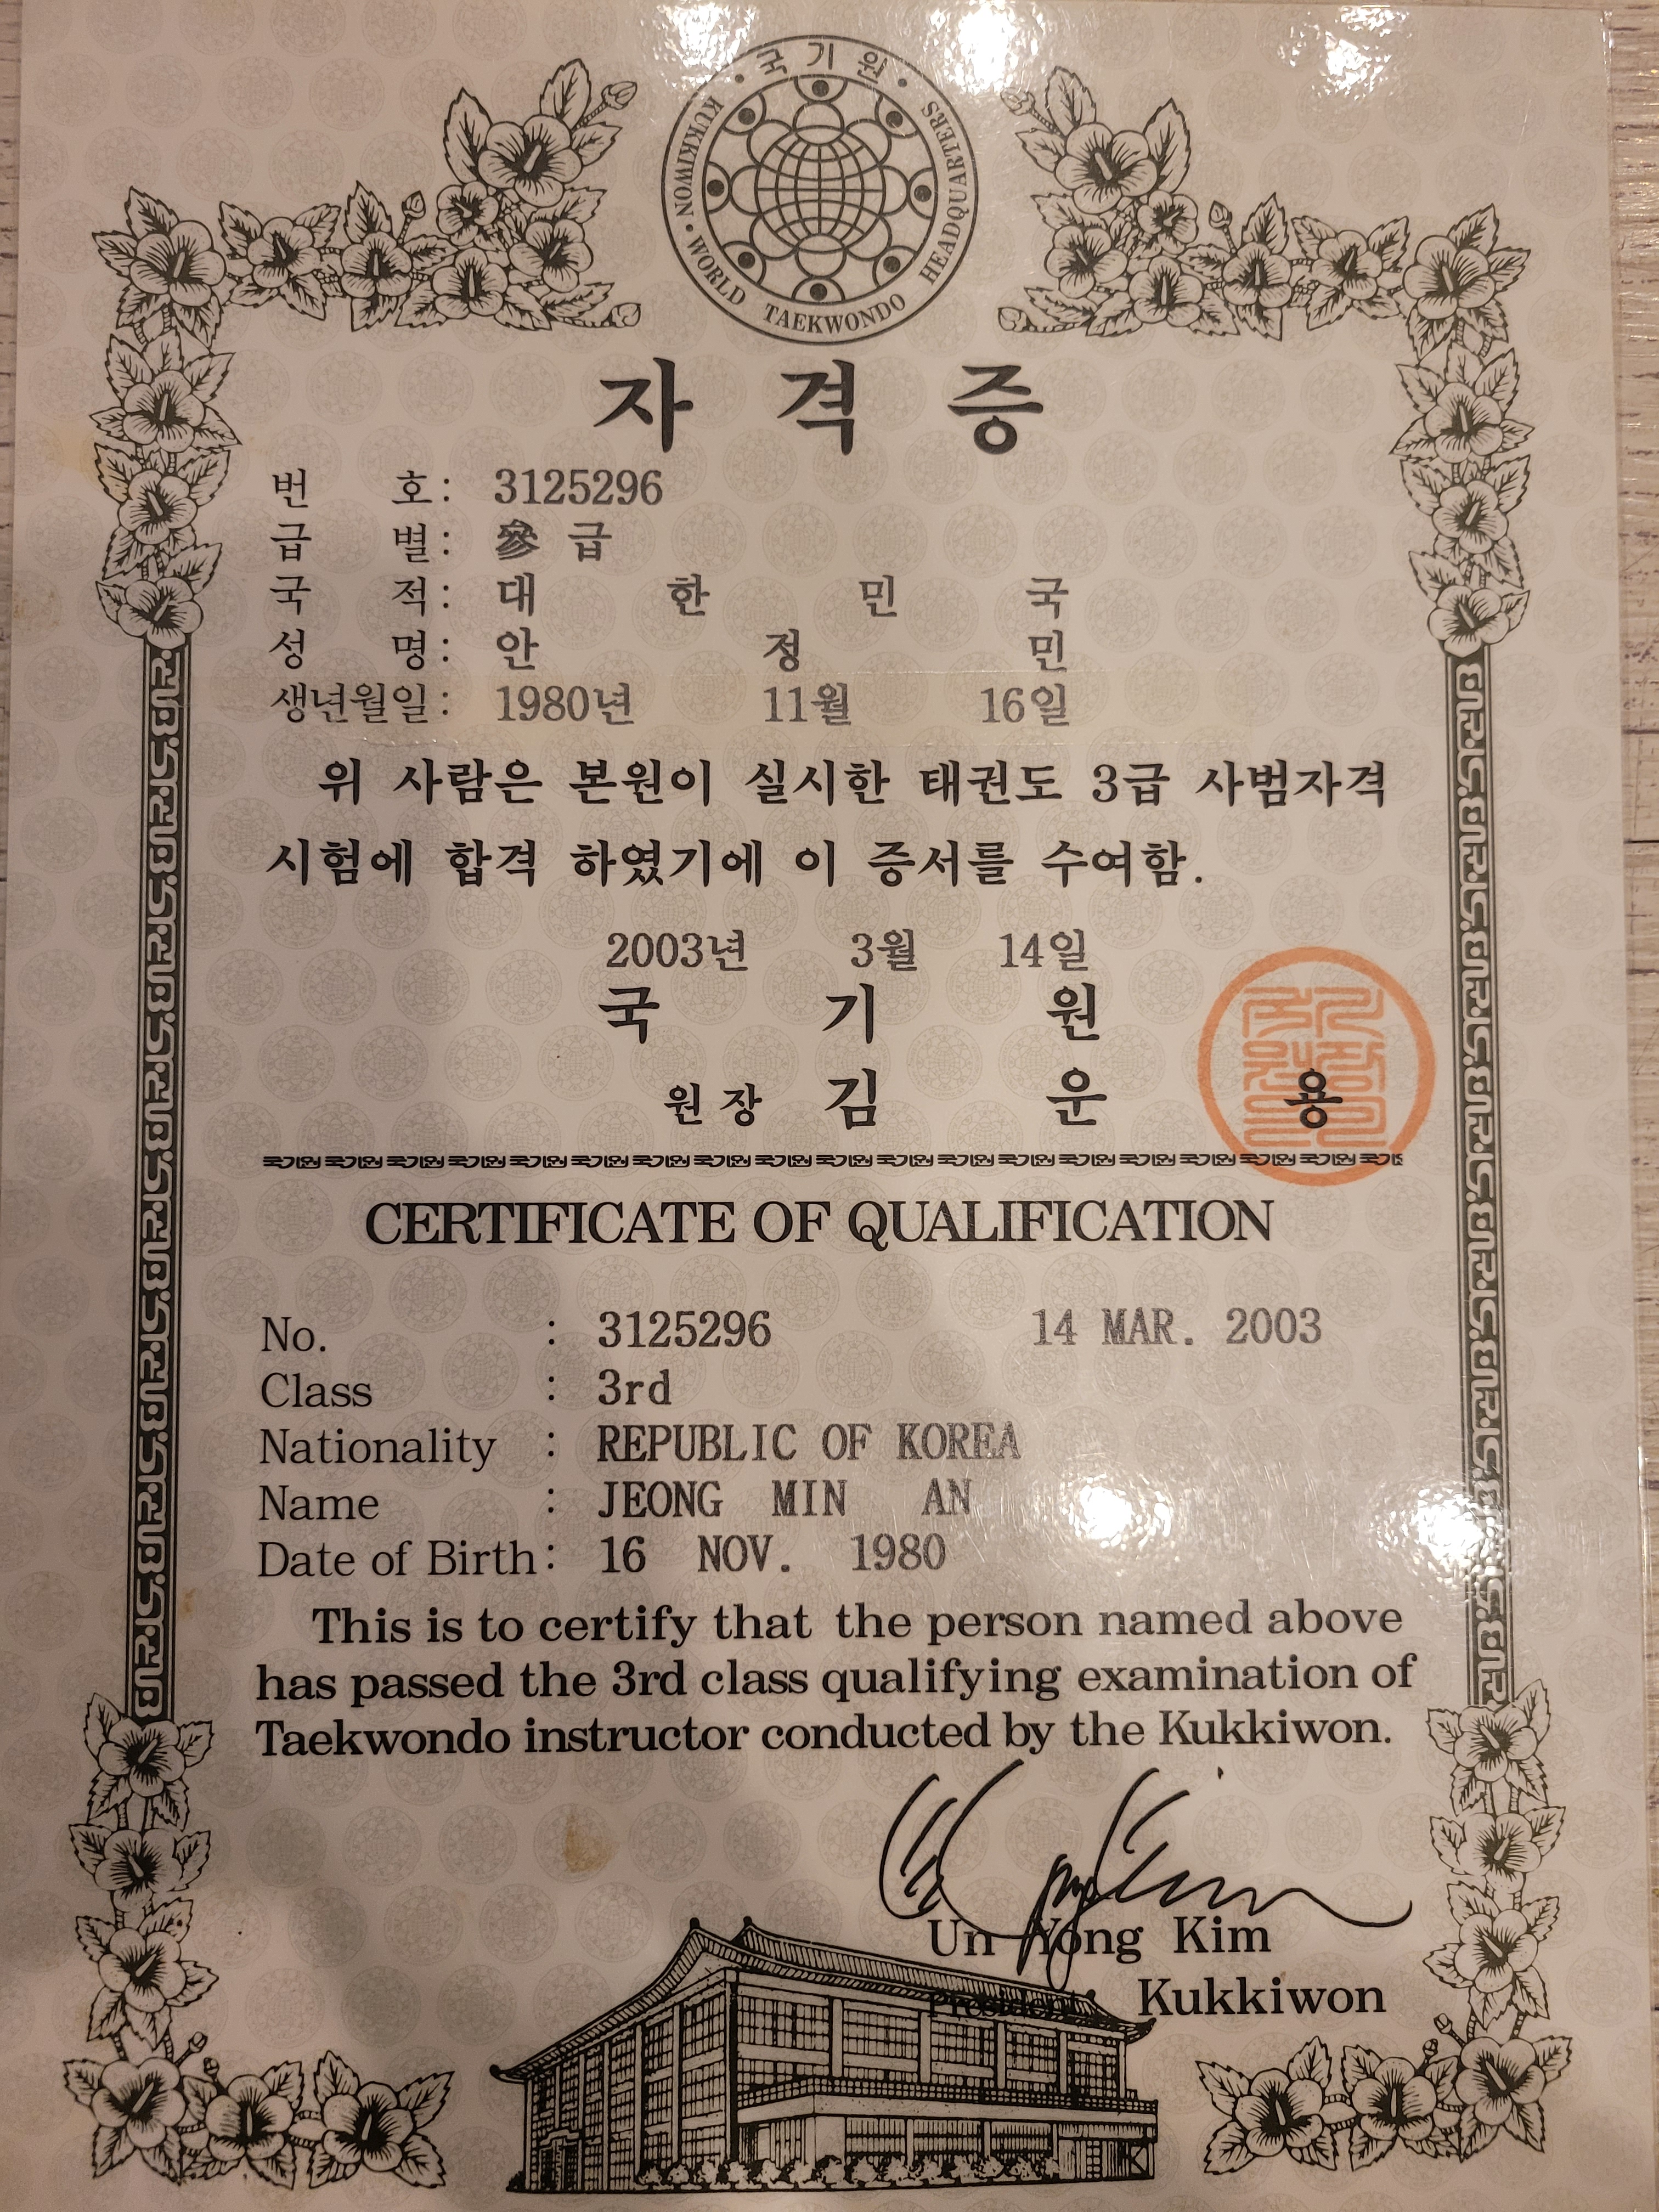 국기원
KUKKIWON • WORLD TAEKWONDO HEADQUARTERS
자 격 증
번 호 : 3125296
급 별 : 參 급
국 적 : 대 한 민 국
성 명 : 안 정 민
생년월일 : 1980년 11월 16일
위 사람은 본원이 실시한 태권도 3급 사범자격
시험에 합격 하였기에 이 증서를 수여함.
2003년 3월 14일
국 기 원
원 장 김 운 용
CERTIFICATE OF QUALIFICATION
No. : 3125296 14 MAR. 2003
Class : 3rd
Nationality : REPUBLIC OF KOREA
Name : JEONG MIN AN
Date of Birth : 16 NOV. 1980
This is to certify that the person named above
has passed the 3rd class qualifying examination of
Taekwondo instructor conducted by the Kukkiwon.
Un Yong Kim
President: Kukkiwon